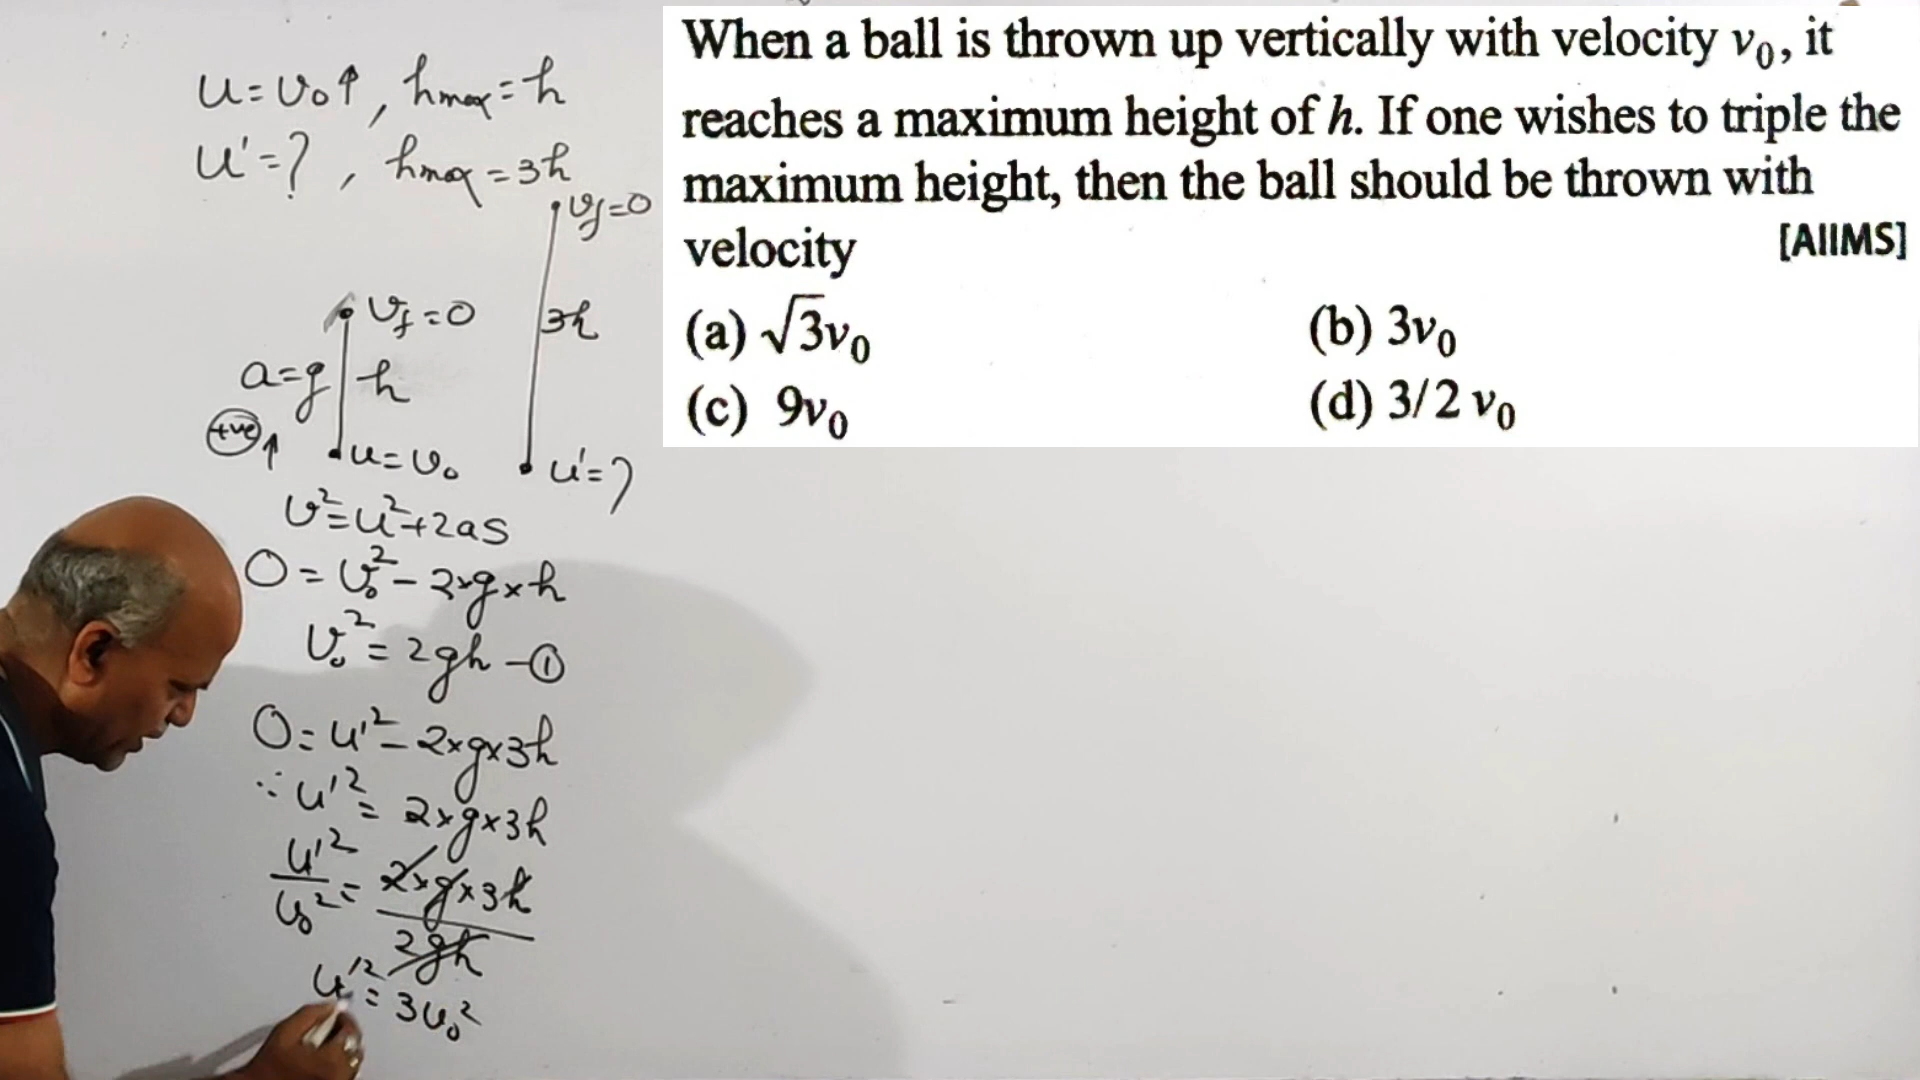 When a ball is thrown up vertically with velocity v₀, it
reaches a maximum height of h. If one wishes to triple the
maximum height, then the ball should be thrown with
velocity
[AIIMS]
(a) √3v₀
(b) 3v₀
(c) 9v₀
(d) 3/2 v₀
u=v₀↑, hmax=h
u'=?, hmax=3h
vf=0
vf=0
3h
a=g
h
+ve ↑
u=v₀
u'=?
v²=u²+2as
0=v₀²-2×g×h
v₀²=2gh-①
0=u'²-2×g×3h
∵u'²=2×g×3h
u'²/v₀²=2×g×3h/2gh
u'²=3v₀²